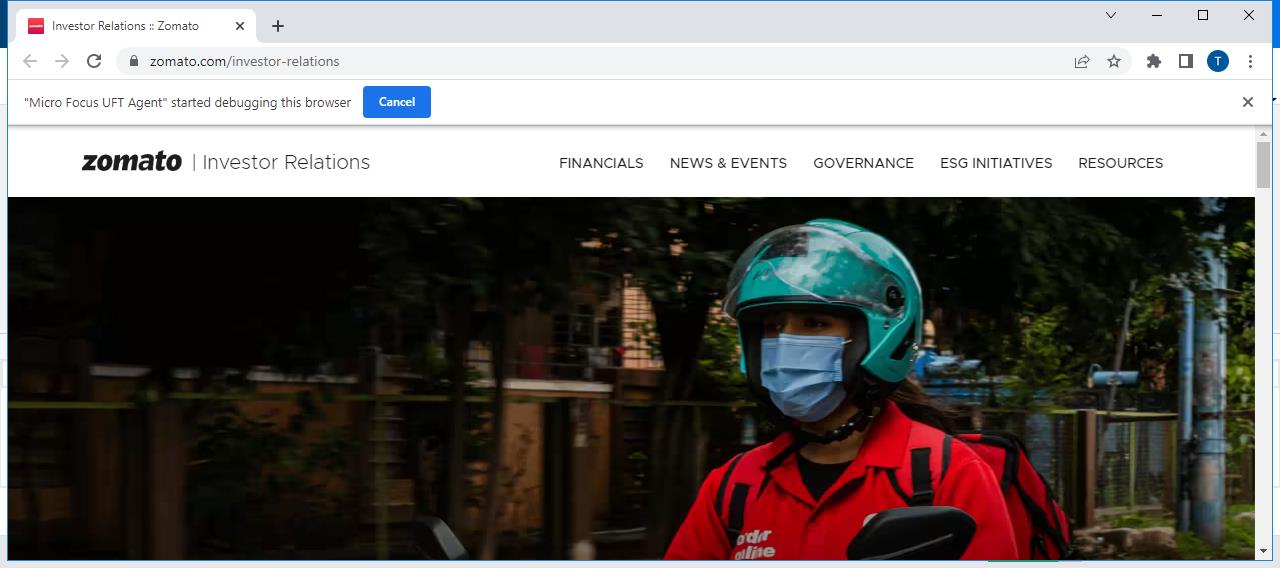 Investor Relations :: Zomato
zomato.com/investor-relations
T
"Micro Focus UFT Agent" started debugging this browser
Cancel
zomato | Investor Relations
FINANCIALS
NEWS & EVENTS
GOVERNANCE
ESG INITIATIVES
RESOURCES
online